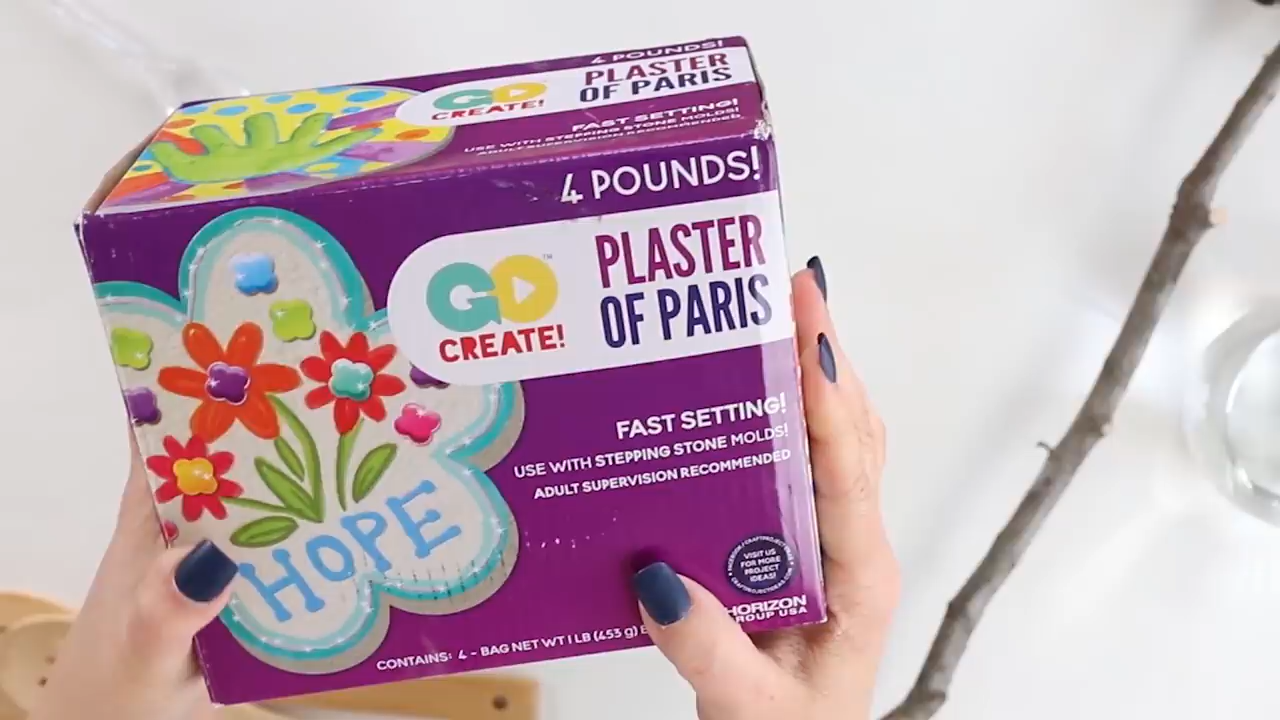 4 POUNDS!
GO
CREATE!
PLASTER
OF PARIS
FAST SETTING!
USE WITH STEPPING STONE MOLDS!
ADULT SUPERVISION RECOMMENDED
4 POUNDS!
GO™
CREATE!
PLASTER
OF PARIS
FAST SETTING!
USE WITH STEPPING STONE MOLDS!
ADULT SUPERVISION RECOMMENDED
HOPE
VISIT US
FOR MORE
PROJECT
IDEAS!
HORIZON
ROUP USA
CONTAINS: 4 - BAG NET WT 1 LB (453 g) E